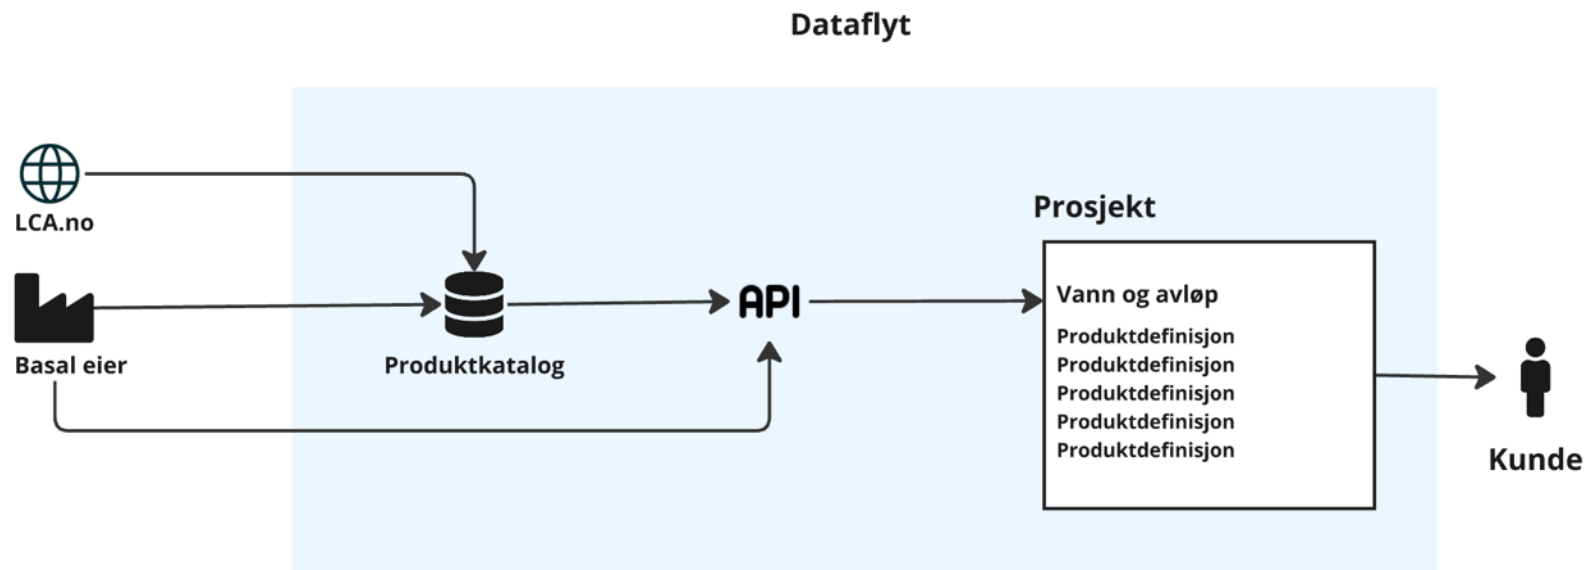 Dataflyt
LCA.no
Basal eier
Produktkatalog
API
Prosjekt
Vann og avløp
Produktdefinisjon
Produktdefinisjon
Produktdefinisjon
Produktdefinisjon
Produktdefinisjon
Kunde